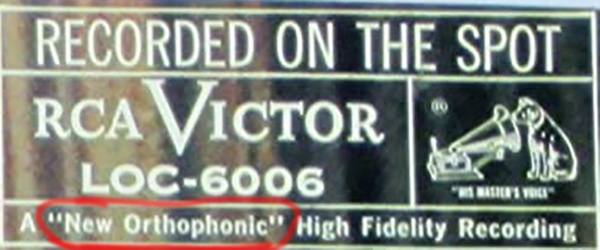 RECORDED ON THE SPOT
RCA VICTOR
®
LOC-6006
"HIS MASTER'S VOICE"
A "New Orthophonic" High Fidelity Recording